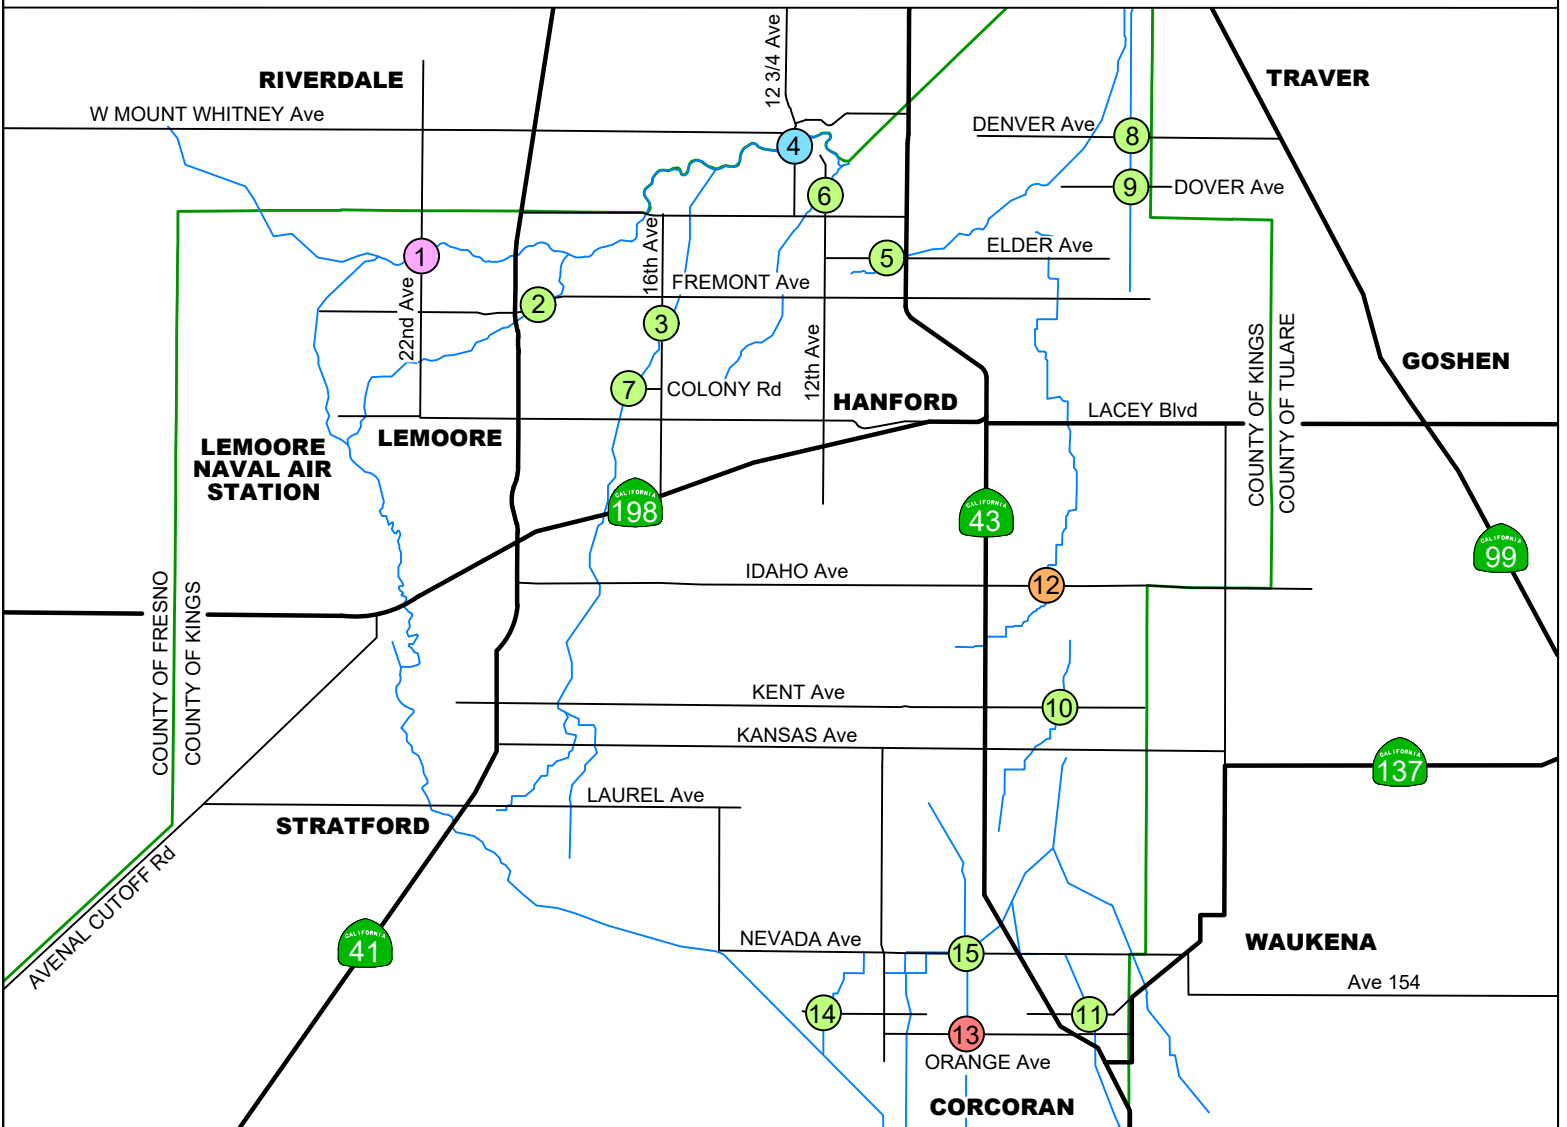 12 3/4 Ave
RIVERDALE
TRAVER
W MOUNT WHITNEY Ave
DENVER Ave
8
4
9
DOVER Ave
6
1
16th Ave
5
ELDER Ave
FREMONT Ave
2
3
22nd Ave
12th Ave
COUNTY OF KINGS
COUNTY OF TULARE
GOSHEN
7
COLONY Rd
HANFORD
LACEY Blvd
LEMOORE
LEMOORE
NAVAL AIR
STATION
CALIFORNIA
198
CALIFORNIA
43
CALIFORNIA
99
IDAHO Ave
12
COUNTY OF FRESNO
COUNTY OF KINGS
KENT Ave
10
KANSAS Ave
CALIFORNIA
137
LAUREL Ave
STRATFORD
AVENAL CUTOFF Rd
CALIFORNIA
41
NEVADA Ave
15
WAUKENA
Ave 154
14
11
13
ORANGE Ave
CORCORAN